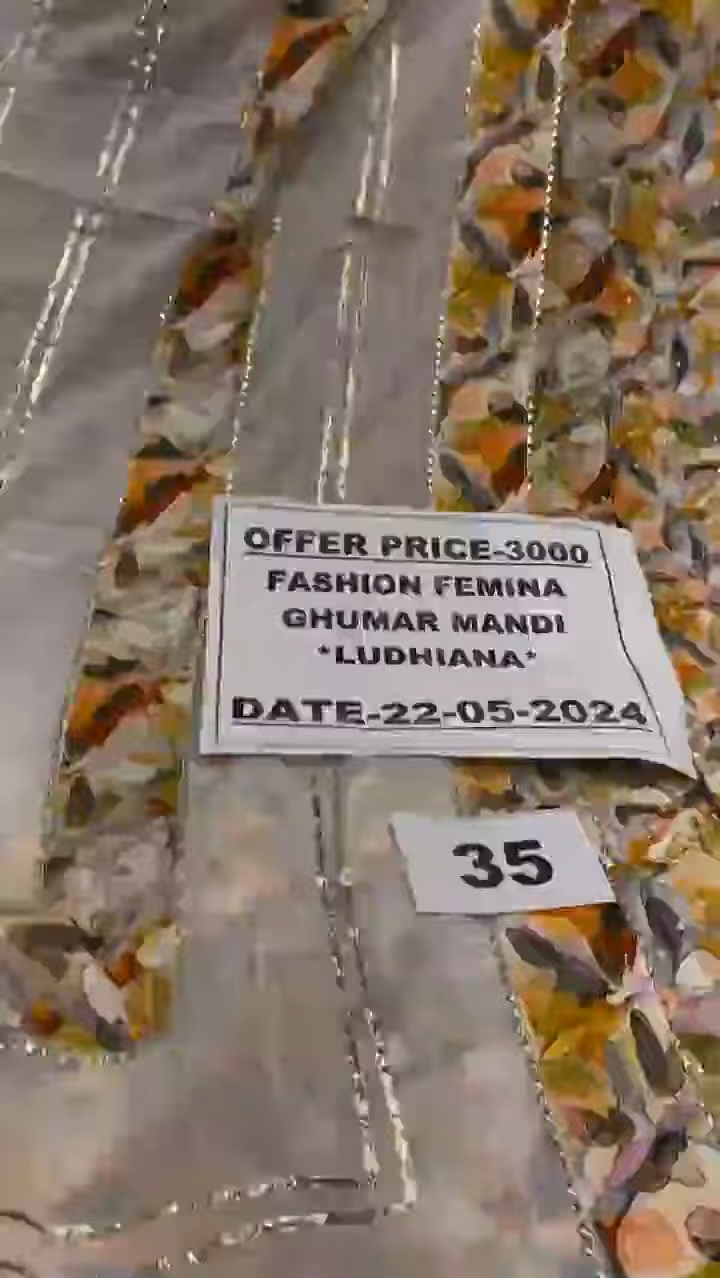 OFFER PRICE-3000
FASHION FEMINA
GHUMAR MANDI
*LUDHIANA*
DATE-22-05-2024
35